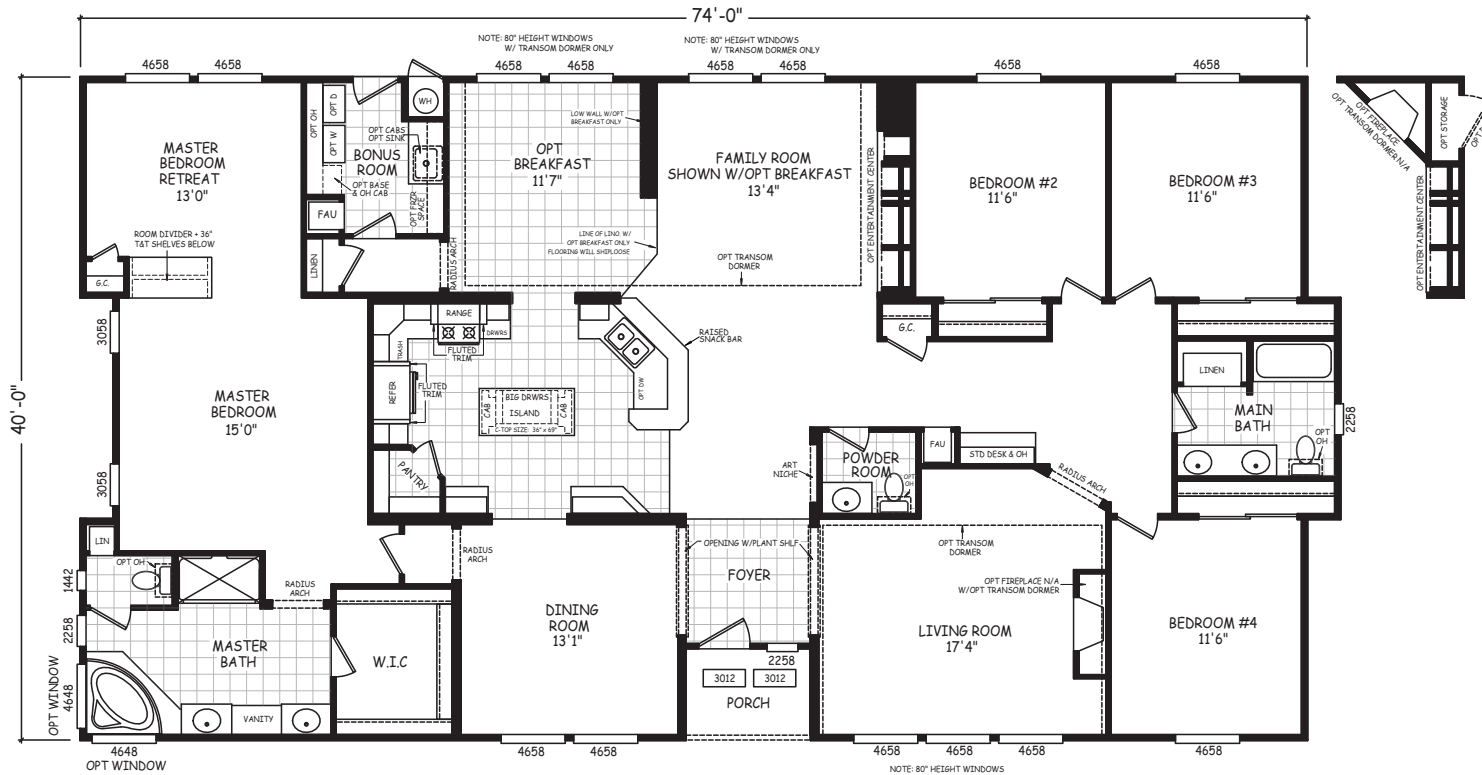 74'-0"
NOTE: 80" HEIGHT WINDOWS
W/ TRANSOM DORMER ONLY
NOTE: 80" HEIGHT WINDOWS
W/ TRANSOM DORMER ONLY
4658
4658
4658
4658
4658
4658
4658
4658
40'-0"
MASTER
BEDROOM
RETREAT
13'0"
OPT OH
OPT D
OPT W
WH
OPT CABS
OPT SINK
BONUS
ROOM
OPT BASE
& OH CAB
OPT FRZR
SPACE
FAU
LOW WALL W/OPT
BREAKFAST ONLY
OPT
BREAKFAST
11'7"
FAMILY ROOM
SHOWN W/OPT BREAKFAST
13'4"
OPT ENTERTAINMENT CENTER
BEDROOM #2
11'6"
BEDROOM #3
11'6"
OPT FIREPLACE
OPT TRANSOM DORMER N/A
OPT STORAGE
OPT ENTERTAINMENT CENTER
ROOM DIVIDER + 36"
T&T SHELVES BELOW
G.C.
LINEN
RADIUS ARCH
LINE OF LINO. W/
OPT BREAKFAST ONLY
FLOORING WILL SHIPLOOSE
OPT TRANSOM
DORMER
3058
RANGE
DRWRS
FLUTED
TRIM
TRASH
REFER
FLUTED
TRIM
RAISED
SNACK BAR
OPT DW
G.C.
LINEN
MASTER
BEDROOM
15'0"
CAB
BIG DRWRS
ISLAND
CAB
C-TOP SIZE: 36" x 69"
MAIN
BATH
2258
OPT
OH
3058
PANTRY
ART
NICHE
POWDER
ROOM
OPT
OH
FAU
STD DESK & OH
RADIUS ARCH
LIN
OPT OH
1442
RADIUS
ARCH
RADIUS
ARCH
OPENING W/PLANT SHLF
FOYER
OPT TRANSOM
DORMER
OPT FIREPLACE N/A
W/OPT TRANSOM DORMER
2258
MASTER
BATH
W.I.C
DINING
ROOM
13'1"
LIVING ROOM
17'4"
BEDROOM #4
11'6"
OPT WINDOW
4648
VANITY
2258
3012
3012
PORCH
4648
OPT WINDOW
4658
4658
4658
4658
4658
4658
NOTE: 80" HEIGHT WINDOWS